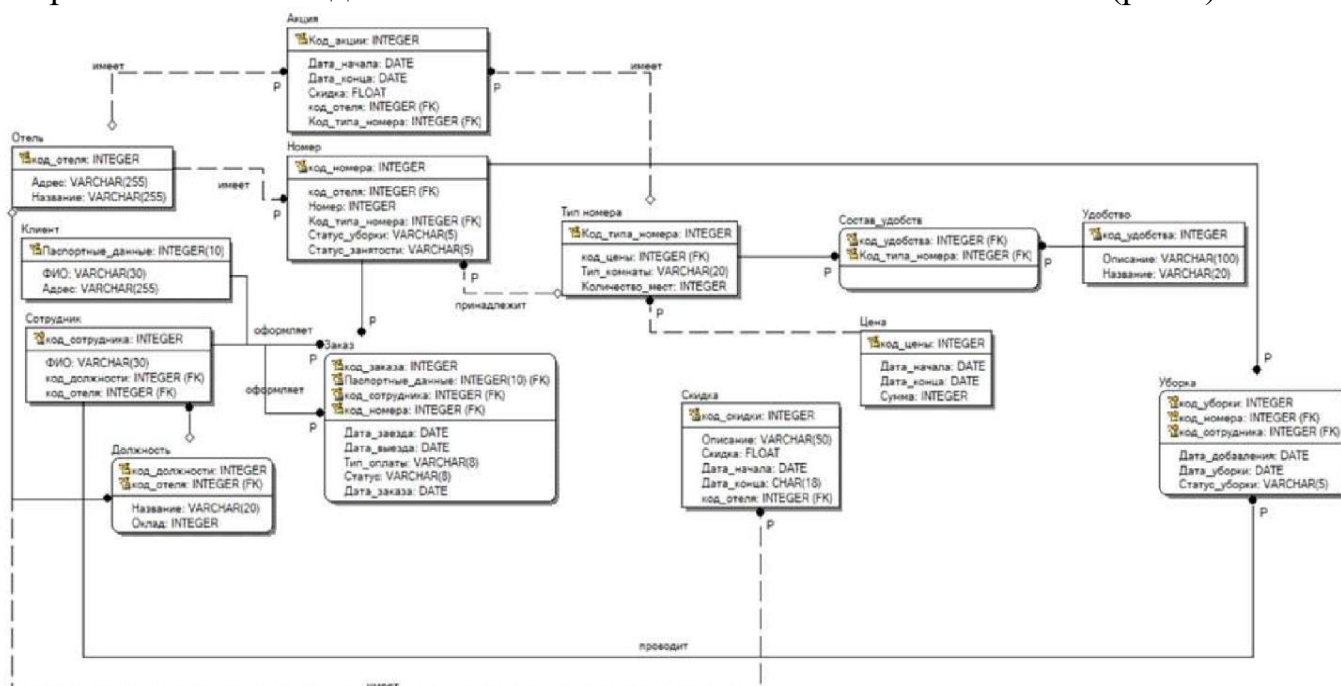 Акция
Код_акции: INTEGER
Дата_начала: DATE
Дата_конца: DATE
Скидка: FLOAT
код_отеля: INTEGER (FK)
Код_типа_номера: INTEGER (FK)
имеет
P
P
имеет
Отель
код_отеля: INTEGER
Адрес: VARCHAR(255)
Название: VARCHAR(255)
имеет
P
Номер
код_номера: INTEGER
код_отеля: INTEGER (FK)
Номер: INTEGER
Код_типа_номера: INTEGER (FK)
Статус_уборки: VARCHAR(5)
Статус_занятости: VARCHAR(5)
P
принадлежит
Тип номера
Код_типа_номера: INTEGER
код_цены: INTEGER (FK)
Тип_комнаты: VARCHAR(20)
Количество_мест: INTEGER
P
P
Состав_удобств
код_удобства: INTEGER (FK)
Код_типа_номера: INTEGER (FK)
P
Удобство
код_удобства: INTEGER
Описание: VARCHAR(100)
Название: VARCHAR(20)
Клиент
Паспортные_данные: INTEGER(10)
ФИО: VARCHAR(30)
Адрес: VARCHAR(255)
Сотрудник
код_сотрудника: INTEGER
ФИО: VARCHAR(30)
код_должности: INTEGER (FK)
код_отеля: INTEGER (FK)
оформляет
P
P
оформляет
P
Заказ
код_заказа: INTEGER
Паспортные_данные: INTEGER(10) (FK)
код_сотрудника: INTEGER (FK)
код_номера: INTEGER (FK)
Дата_заезда: DATE
Дата_выезда: DATE
Тип_оплаты: VARCHAR(8)
Статус: VARCHAR(8)
Дата_заказа: DATE
Цена
код_цены: INTEGER
Дата_начала: DATE
Дата_конца: DATE
Сумма: INTEGER
Скидка
код_скидки: INTEGER
Описание: VARCHAR(50)
Скидка: FLOAT
Дата_начала: DATE
Дата_конца: CHAR(18)
код_отеля: INTEGER (FK)
P
P
Уборка
код_уборки: INTEGER
код_номера: INTEGER (FK)
код_сотрудника: INTEGER (FK)
Дата_добавления: DATE
Дата_уборки: DATE
Статус_уборки: VARCHAR(5)
P
Должность
код_должности: INTEGER
код_отеля: INTEGER (FK)
Название: VARCHAR(20)
Оклад: INTEGER
проводит
имеет